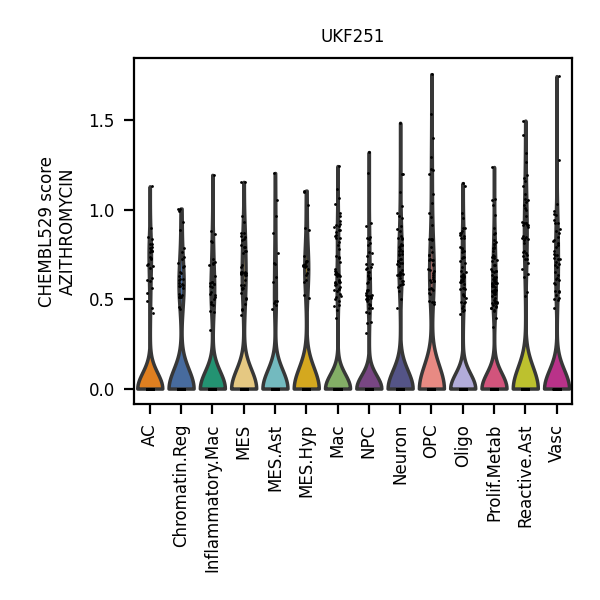 UKF251
CHEMBL529 score
AZITHROMYCIN
1.5
1.0
0.5
0.0
AC
Chromatin.Reg
Inflammatory.Mac
MES
MES.Ast
MES.Hyp
Mac
NPC
Neuron
OPC
Oligo
Prolif.Metab
Reactive.Ast
Vasc